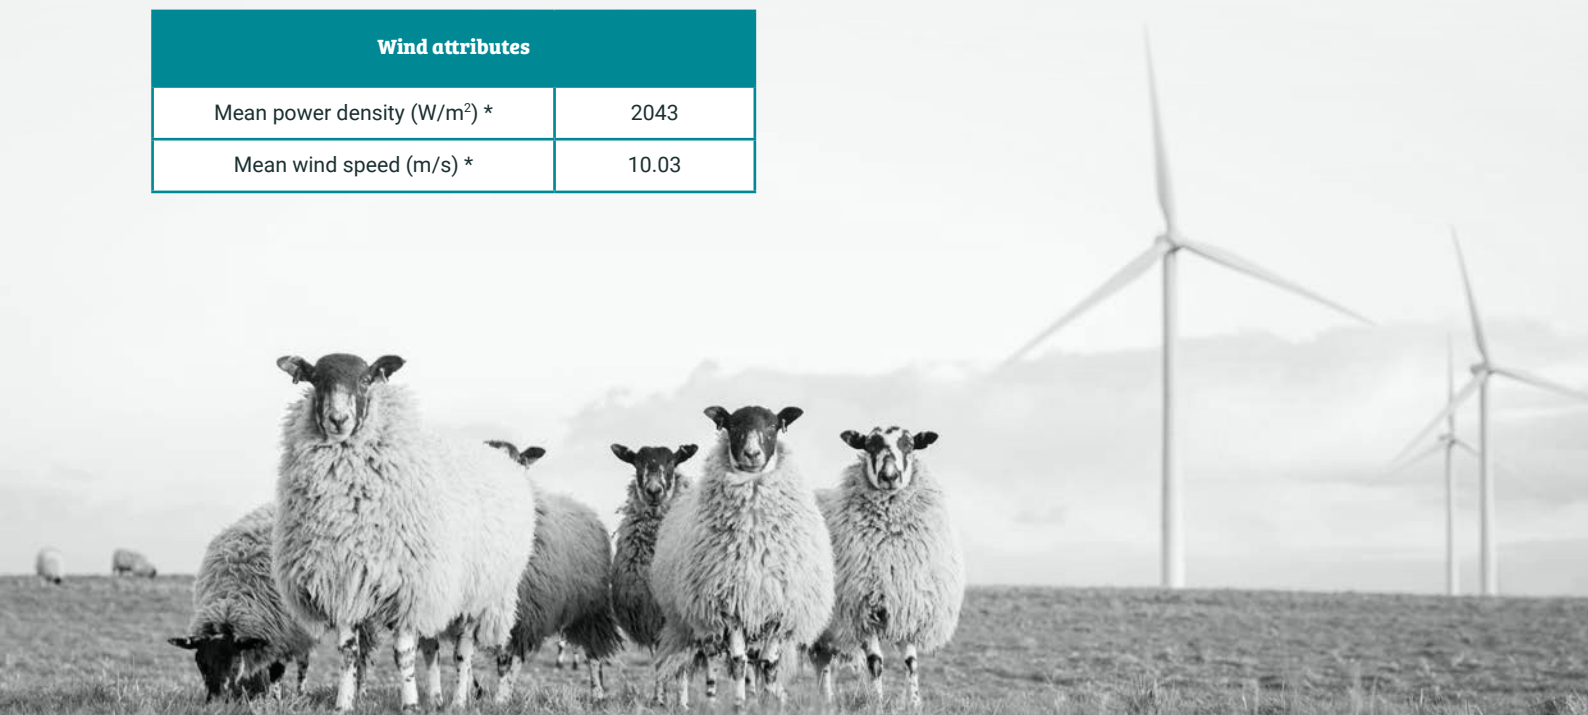 Wind attributes
Mean power density (W/m²) * 2043
Mean wind speed (m/s) * 10.03